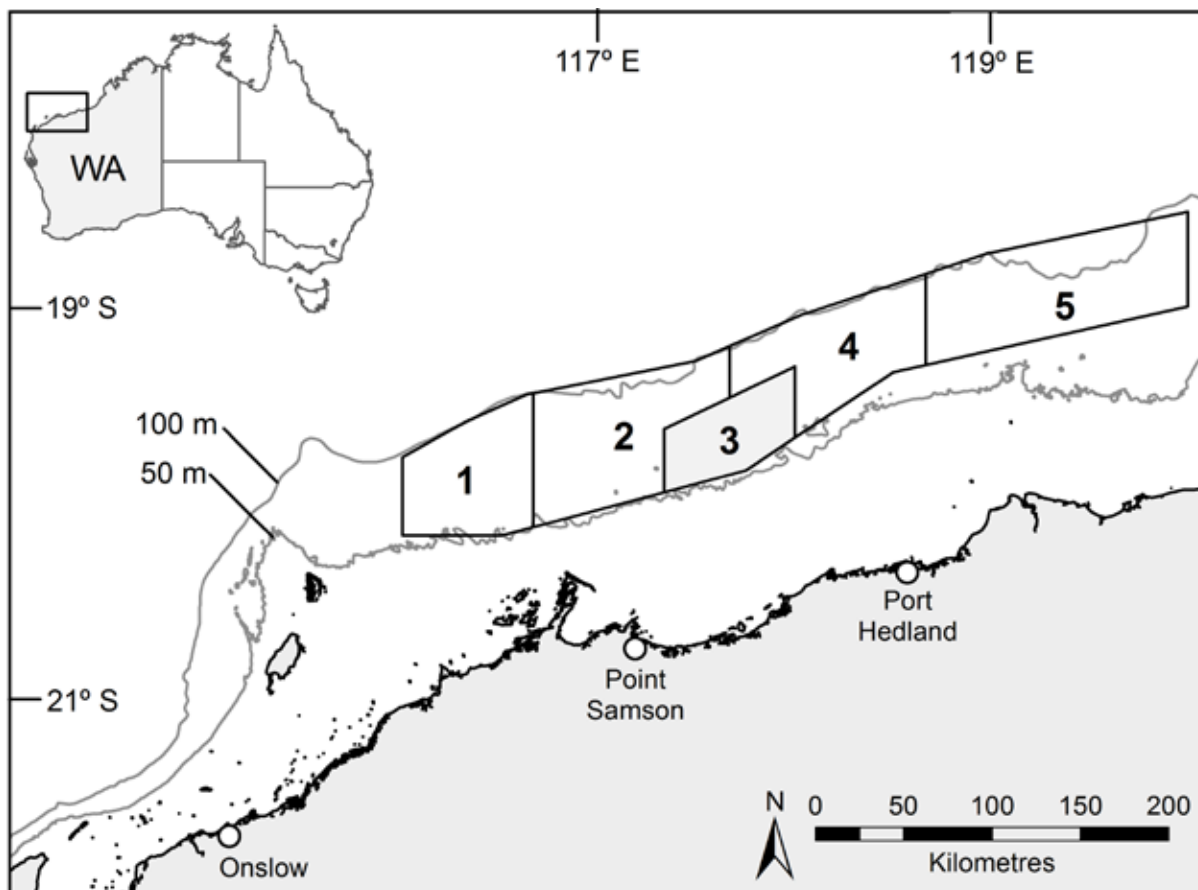 117º E
119º E
WA
19º S
5
4
2
3
1
100 m
50 m
Port
Hedland
Point
Samson
21º S
N
0 50 100 150 200
Kilometres
Onslow